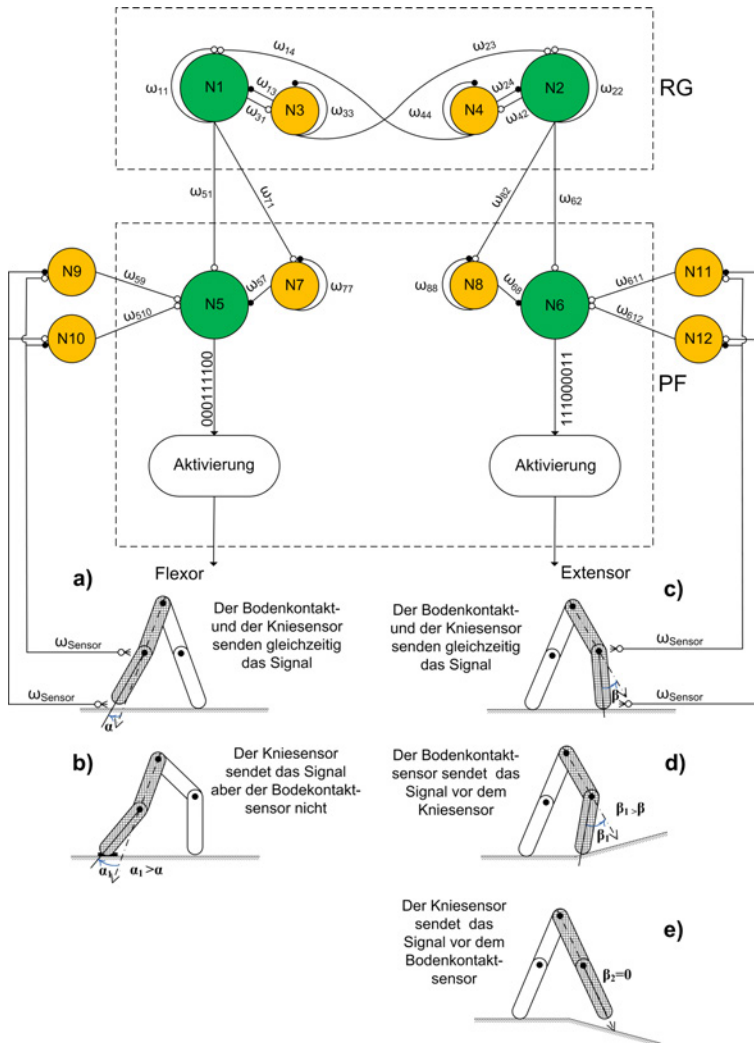 ω14
ω23
N1
N2
ω11
ω13
ω31
N3
ω33
ω44
N4
ω24
ω42
ω22
RG
ω51
ω71
ω82
ω62
N9
ω59
N5
ω57
N7
ω77
ω88
N8
ω68
N6
ω611
N11
N10
ω510
ω612
N12
000111100
111000011
PF
Aktivierung
Aktivierung
Flexor
Extensor
a)
Der Bodenkontakt-
und der Kniesensor
senden gleichzeitig
das Signal
ωSensor
ωSensor
α
c)
Der Bodenkontakt-
und der Kniesensor
senden gleichzeitig
das Signal
ωSensor
ωSensor
β
b)
Der Kniesensor
sendet das Signal
aber der Bodekontakt-
sensor nicht
α1
α1>α
d)
Der Bodenkontakt-
sensor sendet das
Signal vor dem
Kniesensor
β1>β
β1
e)
Der Kniesensor
sendet das
Signal vor dem
Bodenkontakt-
sensor
β2=0